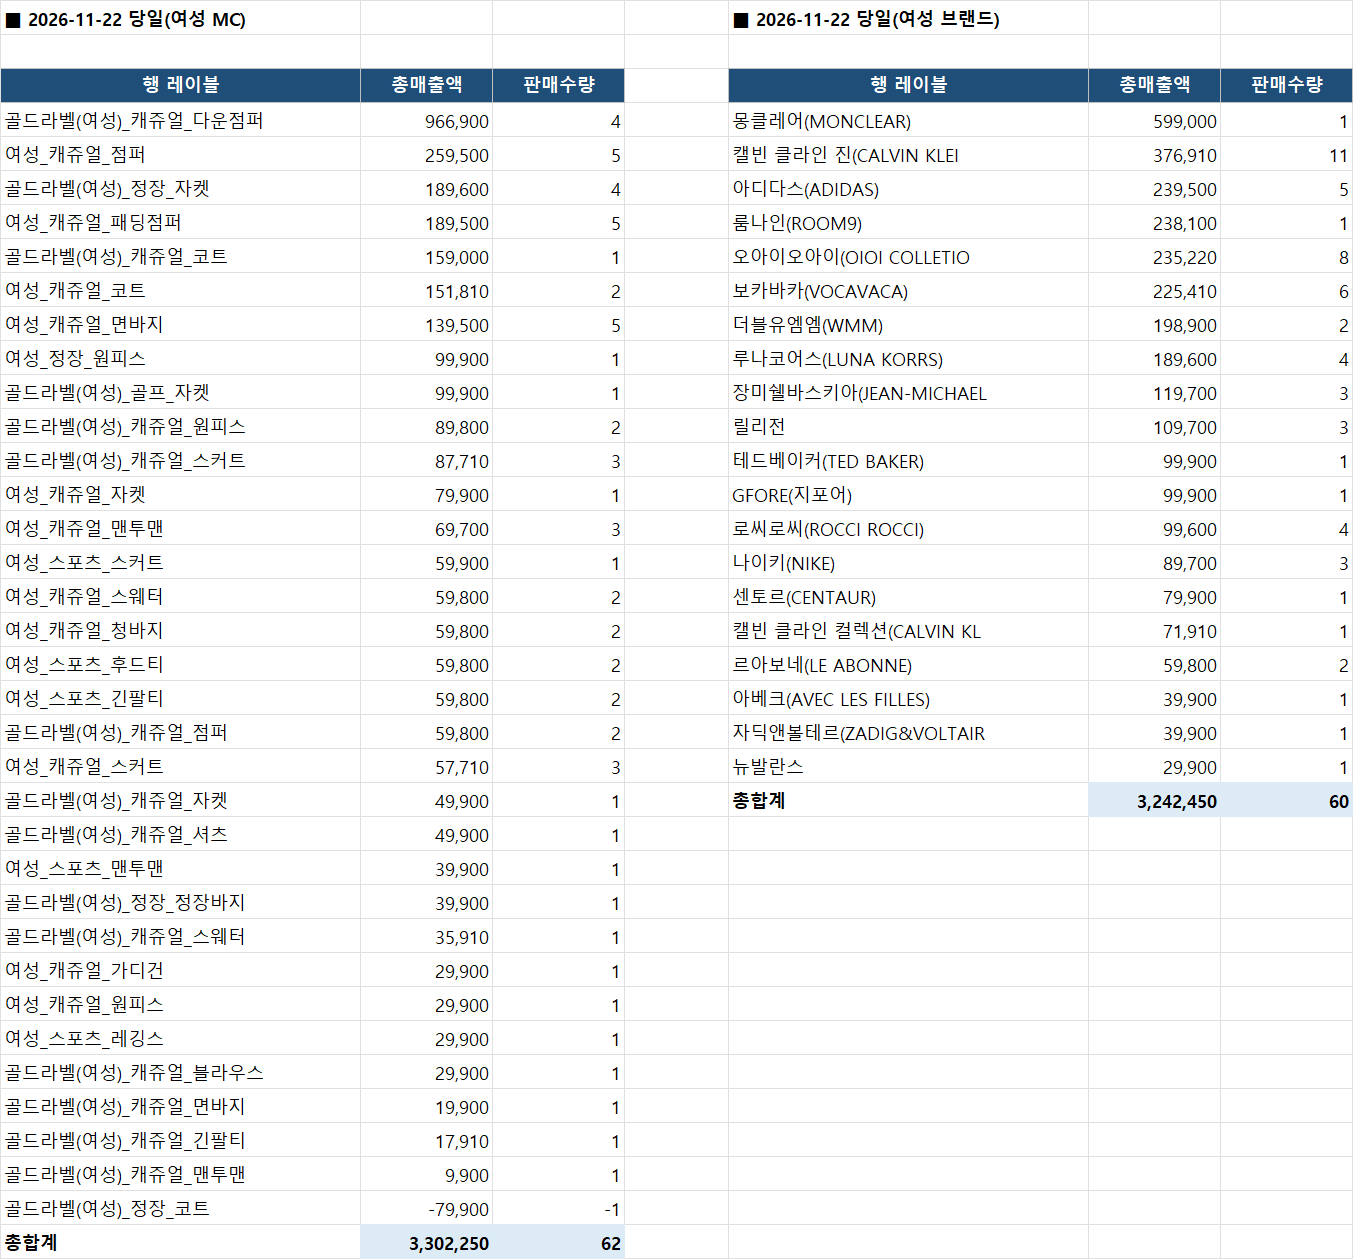 ■ 2026-11-22 당일(여성 MC)
행 레이블 총매출액 판매수량
골드라벨(여성)_캐쥬얼_다운점퍼 966,900 4
여성_캐쥬얼_점퍼 259,500 5
골드라벨(여성)_정장_자켓 189,600 4
여성_캐쥬얼_패딩점퍼 189,500 5
골드라벨(여성)_캐쥬얼_코트 159,000 1
여성_캐쥬얼_코트 151,810 2
여성_캐쥬얼_면바지 139,500 5
여성_정장_원피스 99,900 1
골드라벨(여성)_골프_자켓 99,900 1
골드라벨(여성)_캐쥬얼_원피스 89,800 2
골드라벨(여성)_캐쥬얼_스커트 87,710 3
여성_캐쥬얼_자켓 79,900 1
여성_캐쥬얼_맨투맨 69,700 3
여성_스포츠_스커트 59,900 1
여성_캐쥬얼_스웨터 59,800 2
여성_캐쥬얼_청바지 59,800 2
여성_스포츠_후드티 59,800 2
여성_스포츠_긴팔티 59,800 2
골드라벨(여성)_캐쥬얼_점퍼 59,800 2
여성_캐쥬얼_스커트 57,710 3
골드라벨(여성)_캐쥬얼_자켓 49,900 1
골드라벨(여성)_캐쥬얼_셔츠 49,900 1
여성_스포츠_맨투맨 39,900 1
골드라벨(여성)_정장_정장바지 39,900 1
골드라벨(여성)_캐쥬얼_스웨터 35,910 1
여성_캐쥬얼_가디건 29,900 1
여성_캐쥬얼_원피스 29,900 1
여성_스포츠_레깅스 29,900 1
골드라벨(여성)_캐쥬얼_블라우스 29,900 1
골드라벨(여성)_캐쥬얼_면바지 19,900 1
골드라벨(여성)_캐쥬얼_긴팔티 17,910 1
골드라벨(여성)_캐쥬얼_맨투맨 9,900 1
골드라벨(여성)_정장_코트 -79,900 -1
총합계 3,302,250 62
■ 2026-11-22 당일(여성 브랜드)
행 레이블 총매출액 판매수량
몽클레어(MONCLEAR) 599,000 1
캘빈 클라인 진(CALVIN KLEI 376,910 11
아디다스(ADIDAS) 239,500 5
룸나인(ROOM9) 238,100 1
오아이오아이(OIOI COLLETIO 235,220 8
보카바카(VOCAVACA) 225,410 6
더블유엠엠(WMM) 198,900 2
루나코어스(LUNA KORRS) 189,600 4
장미쉘바스키아(JEAN-MICHAEL 119,700 3
릴리전 109,700 3
테드베이커(TED BAKER) 99,900 1
GFORE(지포어) 99,900 1
로씨로씨(ROCCI ROCCI) 99,600 4
나이키(NIKE) 89,700 3
센토르(CENTAUR) 79,900 1
캘빈 클라인 컬렉션(CALVIN KL 71,910 1
르아보네(LE ABONNE) 59,800 2
아베크(AVEC LES FILLES) 39,900 1
자딕앤볼테르(ZADIG&VOLTAIR 39,900 1
뉴발란스 29,900 1
총합계 3,242,450 60